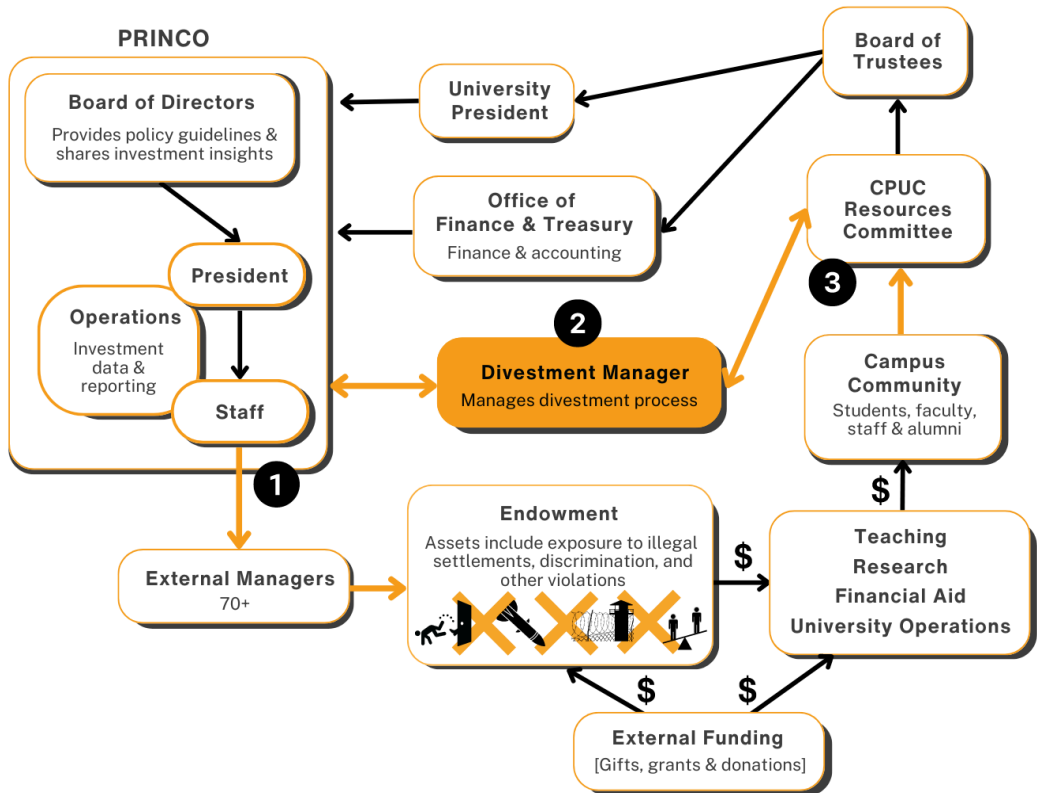 PRINCO
Board of Directors
Provides policy guidelines &
shares investment insights
President
Operations
Investment
data &
reporting
Staff
1
External Managers
70+
University
President
Office of
Finance & Treasury
Finance & accounting
2
Divestment Manager
Manages divestment process
Board of
Trustees
CPUC
Resources
Committee
3
Campus
Community
Students, faculty,
staff & alumni
$
Endowment
Assets include exposure to illegal
settlements, discrimination, and
other violations
$
Teaching
Research
Financial Aid
University Operations
$
$
External Funding
[Gifts, grants & donations]